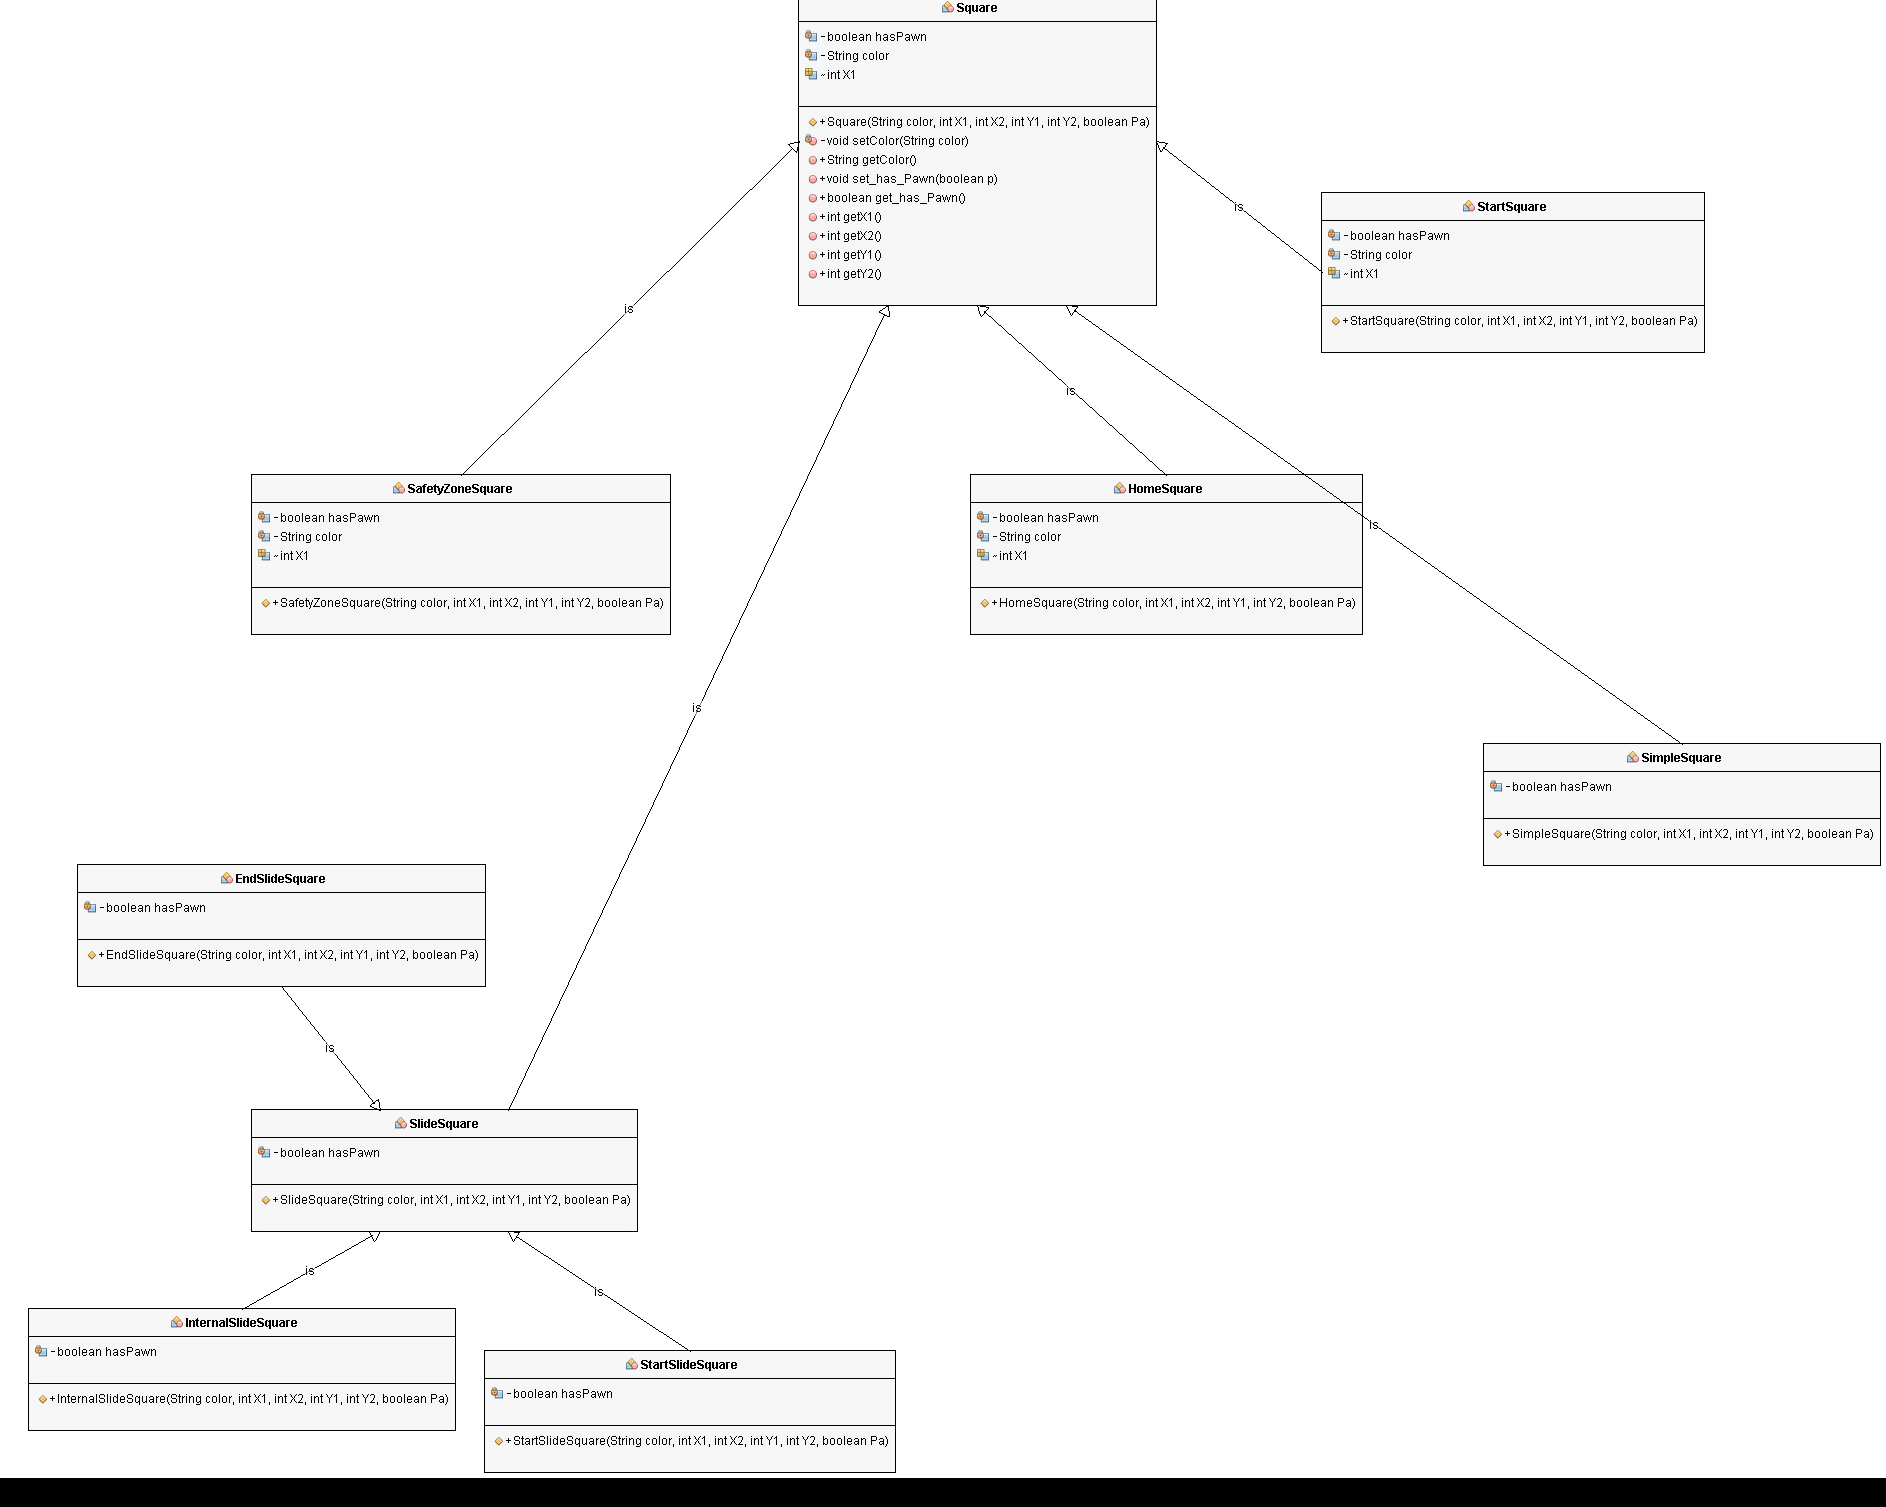 Square
-boolean hasPawn
-String color
~int X1
+Square(String color, int X1, int X2, int Y1, int Y2, boolean Pa)
-void setColor(String color)
+String getColor()
+void set_has_Pawn(boolean p)
+boolean get_has_Pawn()
+int getX1()
+int getX2()
+int getY1()
+int getY2()
is
StartSquare
-boolean hasPawn
-String color
~int X1
+StartSquare(String color, int X1, int X2, int Y1, int Y2, boolean Pa)
is
is
SafetyZoneSquare
-boolean hasPawn
-String color
~int X1
+SafetyZoneSquare(String color, int X1, int X2, int Y1, int Y2, boolean Pa)
HomeSquare
-boolean hasPawn
-String color
~int X1
+HomeSquare(String color, int X1, int X2, int Y1, int Y2, boolean Pa)
is
is
SimpleSquare
-boolean hasPawn
+SimpleSquare(String color, int X1, int X2, int Y1, int Y2, boolean Pa)
EndSlideSquare
-boolean hasPawn
+EndSlideSquare(String color, int X1, int X2, int Y1, int Y2, boolean Pa)
is
SlideSquare
-boolean hasPawn
+SlideSquare(String color, int X1, int X2, int Y1, int Y2, boolean Pa)
is
is
InternalSlideSquare
-boolean hasPawn
+InternalSlideSquare(String color, int X1, int X2, int Y1, int Y2, boolean Pa)
StartSlideSquare
-boolean hasPawn
+StartSlideSquare(String color, int X1, int X2, int Y1, int Y2, boolean Pa)